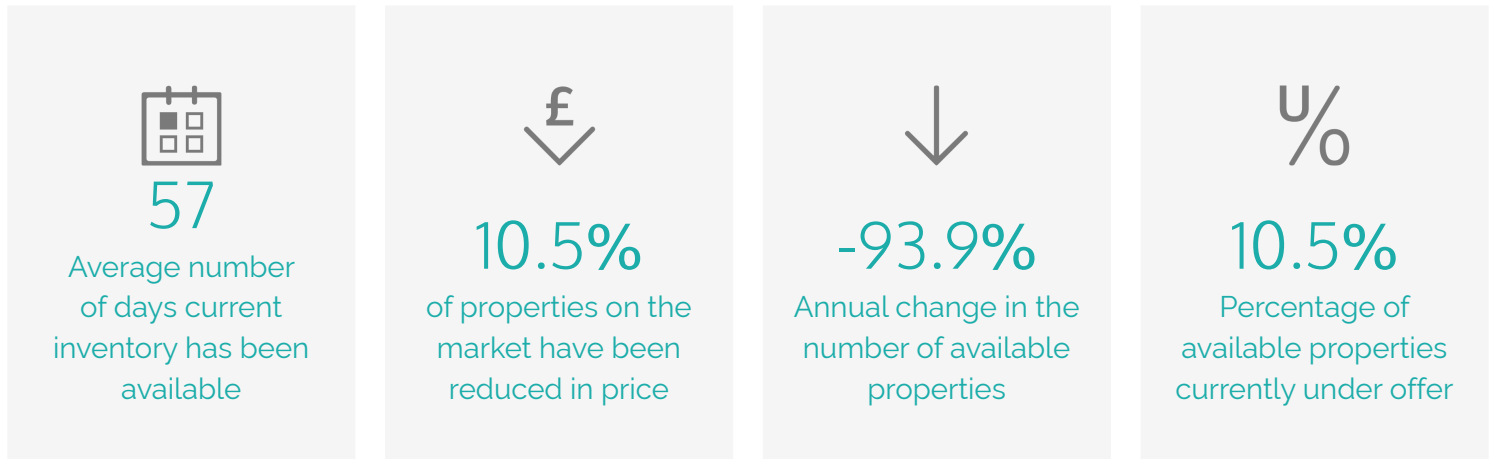 57
Average number
of days current
inventory has been
available
£
10.5%
of properties on the
market have been
reduced in price
-93.9%
Annual change in the
number of available
properties
U/O
10.5%
Percentage of
available properties
currently under offer